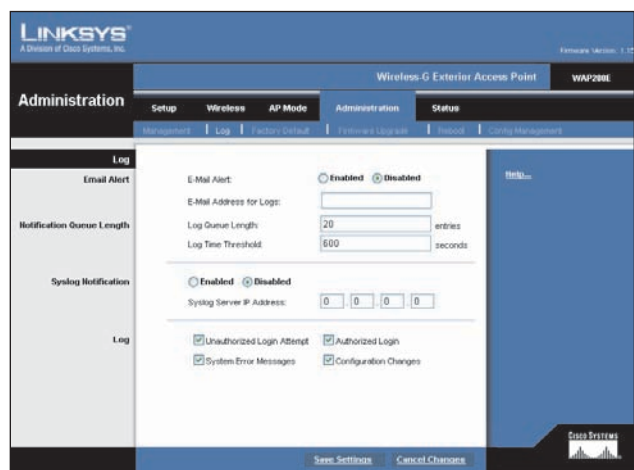 LINKSYS®
A Division of Cisco Systems, Inc.
Firmware Version: 1.
Wireless-G Exterior Access Point WAP200E
Administration
Setup Wireless AP Mode Administration Status
Management Log Factory Default Firmware Upgrade Reboot Config Management
Log
Email Alert E-Mail Alert: Enabled Disabled Help...
E-Mail Address for Logs:
Notification Queue Length Log Queue Length: 20 entries
Log Time Threshold: 600 seconds
Syslog Notification Enabled Disabled
Syslog Server IP Address: 0 . 0 . 0 . 0
Log Unauthorized Login Attempt Authorized Login
System Error Messages Configuration Changes
Cisco Systems
Save Settings Cancel Changes